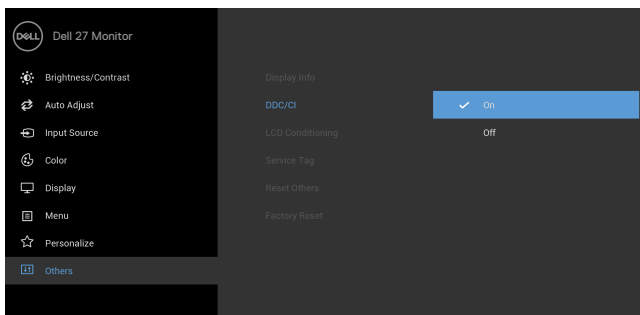 DELL
Dell 27 Monitor
Brightness/Contrast
Auto Adjust
Input Source
Color
Display
Menu
Personalize
Others
Display Info
DDC/CI
LCD Conditioning
Service Tag
Reset Others
Factory Reset
On
Off